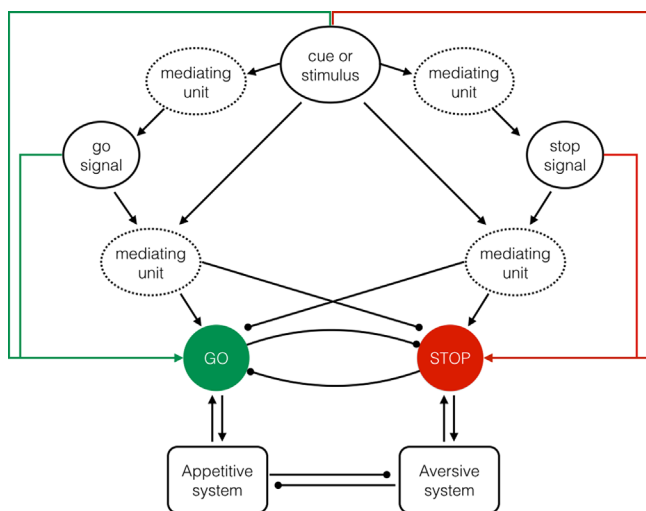 cue or
stimulus
mediating
unit
mediating
unit
go
signal
stop
signal
mediating
unit
mediating
unit
GO
STOP
Appetitive
system
Aversive
system